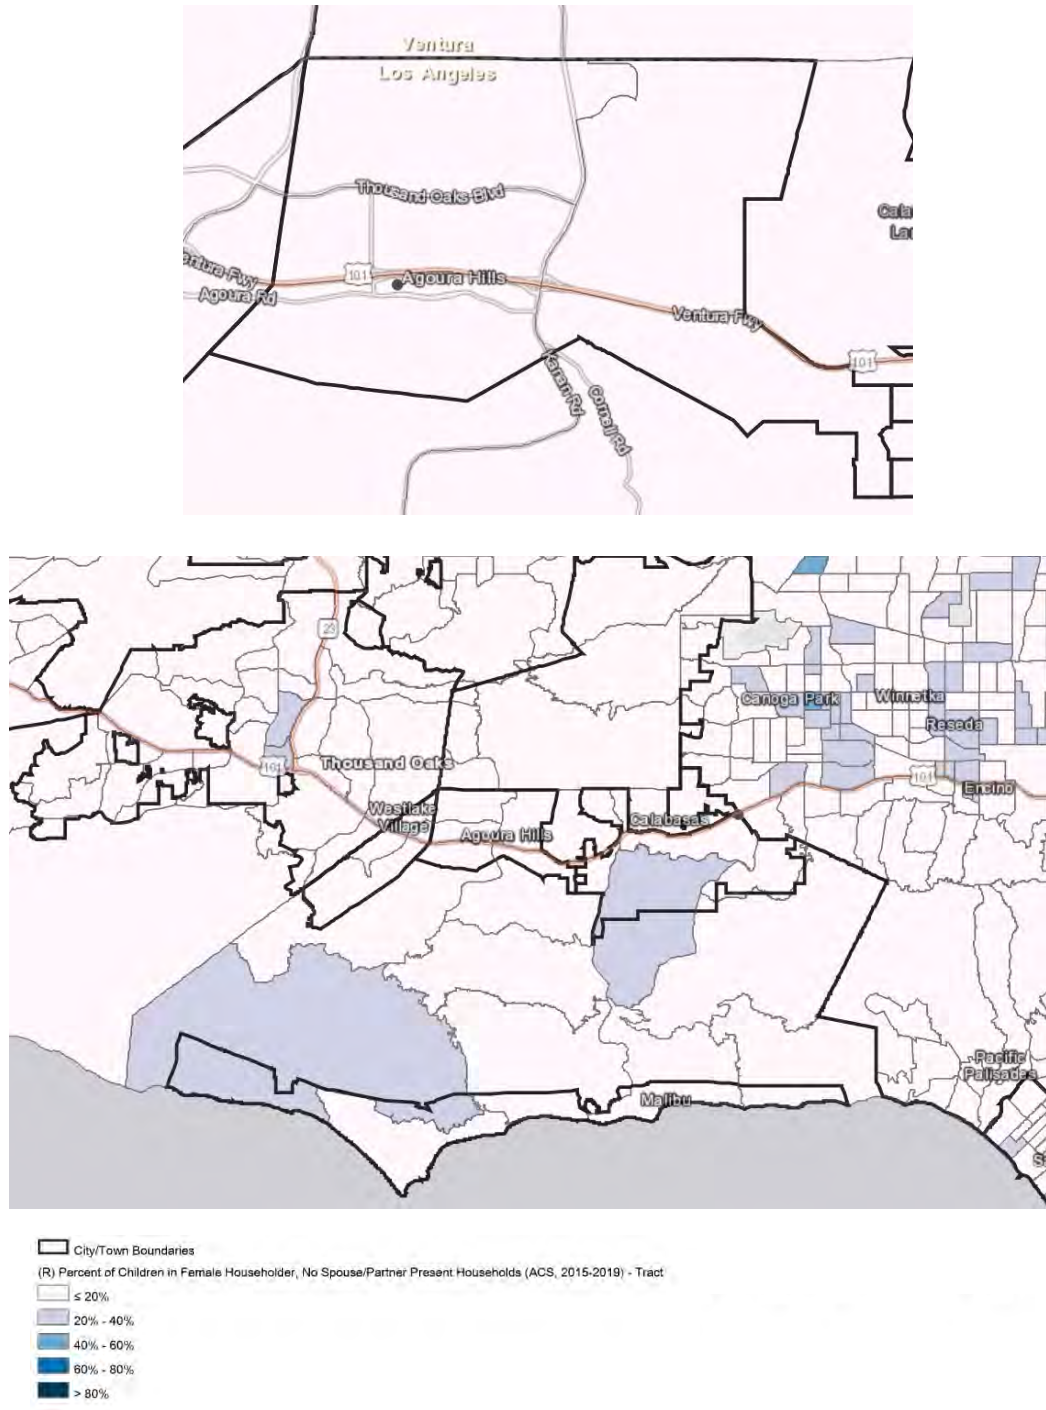 Ventura
Los Angeles
Thousand Oaks Blvd
101
Agoura Hills
Agoura Rd
Ventura Fwy
101
Kanan Rd
Cornell Rd
23
Canoga Park
Winnetka
Reseda
101
Thousand Oaks
101
Encino
Westlake
Village
Agoura Hills
Calabasas
Pacific
Palisades
Malibu
City/Town Boundaries
(R) Percent of Children in Female Householder, No Spouse/Partner Present Households (ACS, 2015-2019) - Tract
≤ 20%
20% - 40%
40% - 60%
60% - 80%
> 80%